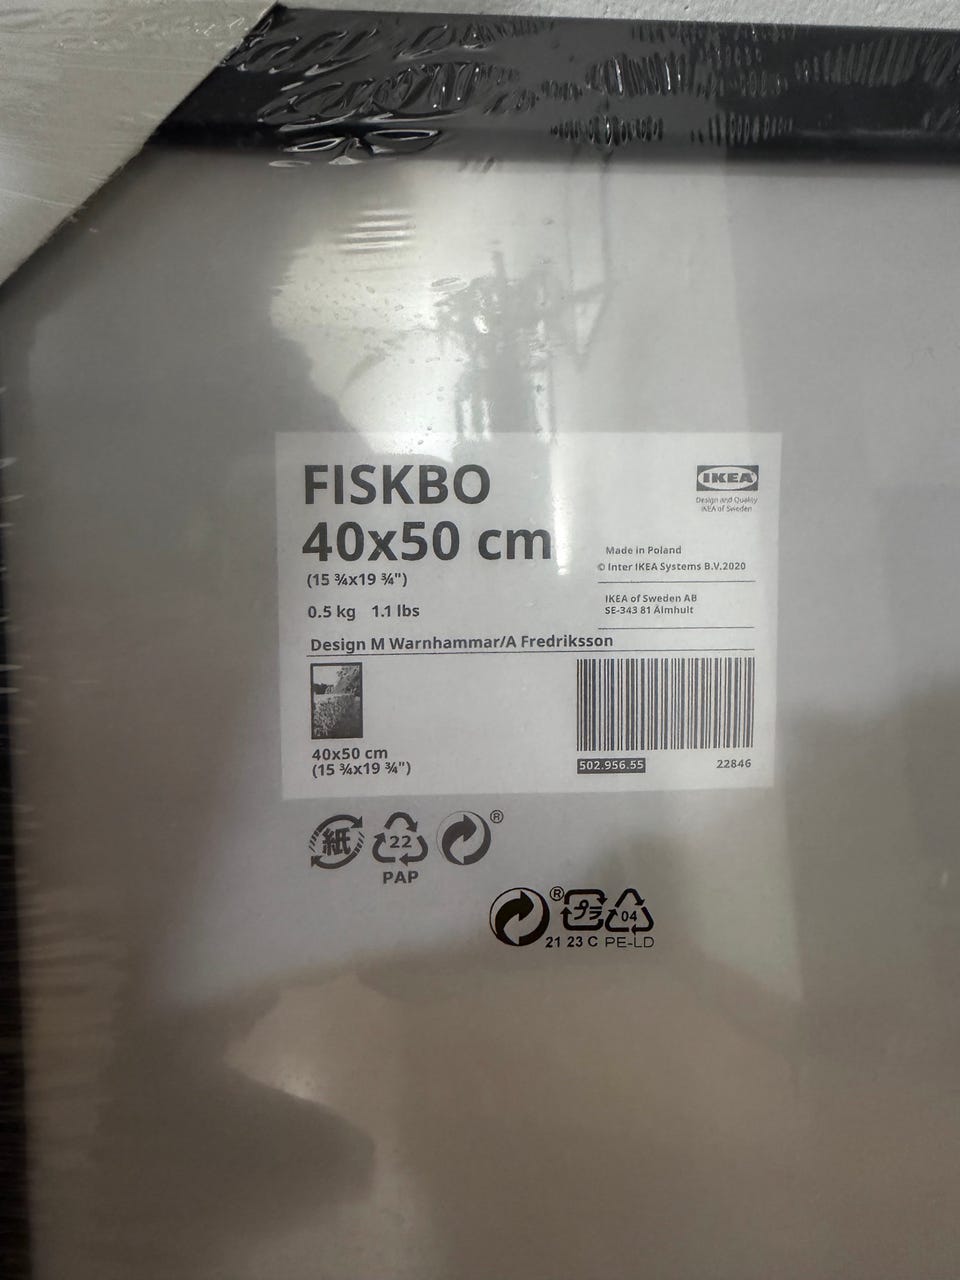 FISKBO
40x50 cm
(15 ¾x19 ¾")
0.5 kg 1.1 lbs
Design M Warnhammar/A Fredriksson
IKEA
®
Design and Quality
IKEA of Sweden
Made in Poland
© Inter IKEA Systems B.V.2020
IKEA of Sweden AB
SE-343 81 Älmhult
40x50 cm
(15 ¾x19 ¾")
502.956.55 22846
紙 22 ®
PAP
® プラ 04
21 23 C PE-LD